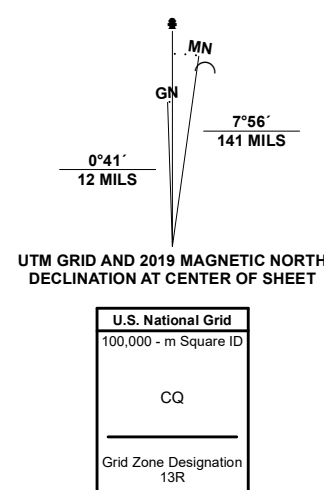 MN
GN
7°56´
141 MILS
0°41´
12 MILS
UTM GRID AND 2019 MAGNETIC NORTH
DECLINATION AT CENTER OF SHEET
U.S. National Grid
100,000 - m Square ID
CQ
Grid Zone Designation
13R